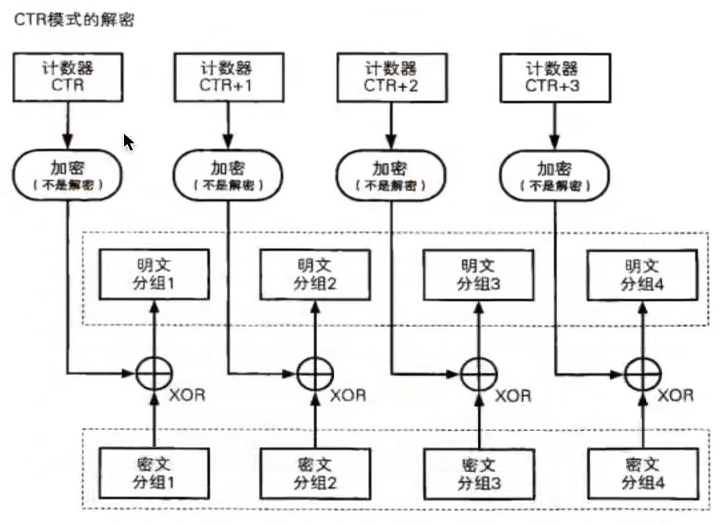 CTR模式的解密
计数器
CTR
计数器
CTR+1
计数器
CTR+2
计数器
CTR+3
加密
(不是解密)
加密
(不是解密)
加密
(不是解密)
加密
(不是解密)
明文
分组1
明文
分组2
明文
分组3
明文
分组4
XOR
XOR
XOR
XOR
密文
分组1
密文
分组2
密文
分组3
密文
分组4